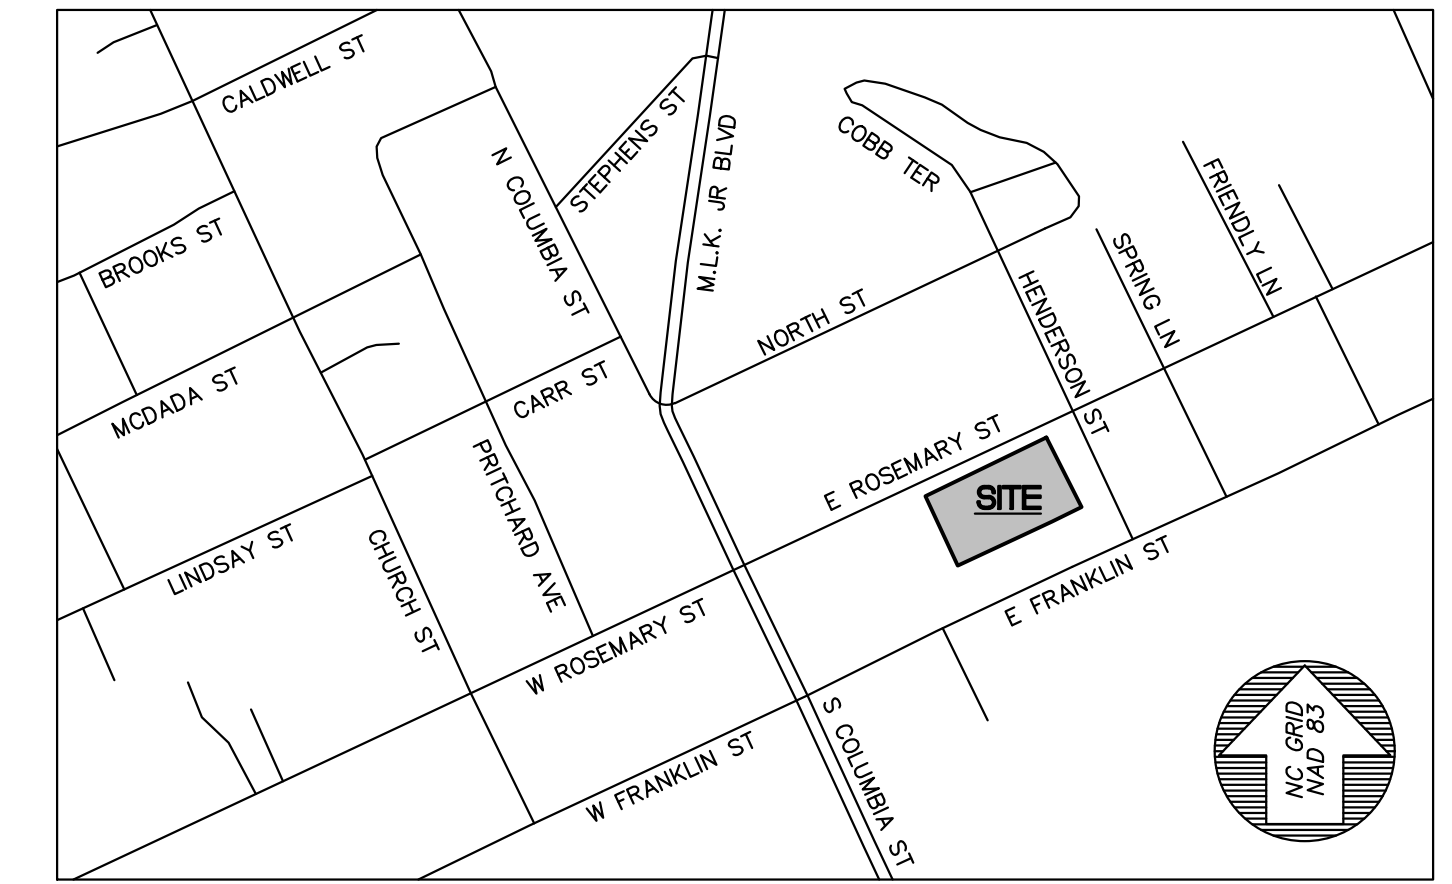 CALDWELL ST
STEPHENS ST
M.L.K. JR BLVD
COBB TER
N COLUMBIA ST
FRIENDLY LN
SPRING LN
BROOKS ST
HENDERSON ST
NORTH ST
MCDADA ST
CARR ST
E ROSEMARY ST
SITE
PRITCHARD AVE
LINDSAY ST
CHURCH ST
E FRANKLIN ST
W ROSEMARY ST
S COLUMBIA ST
W FRANKLIN ST
NC GRID
NAD 83